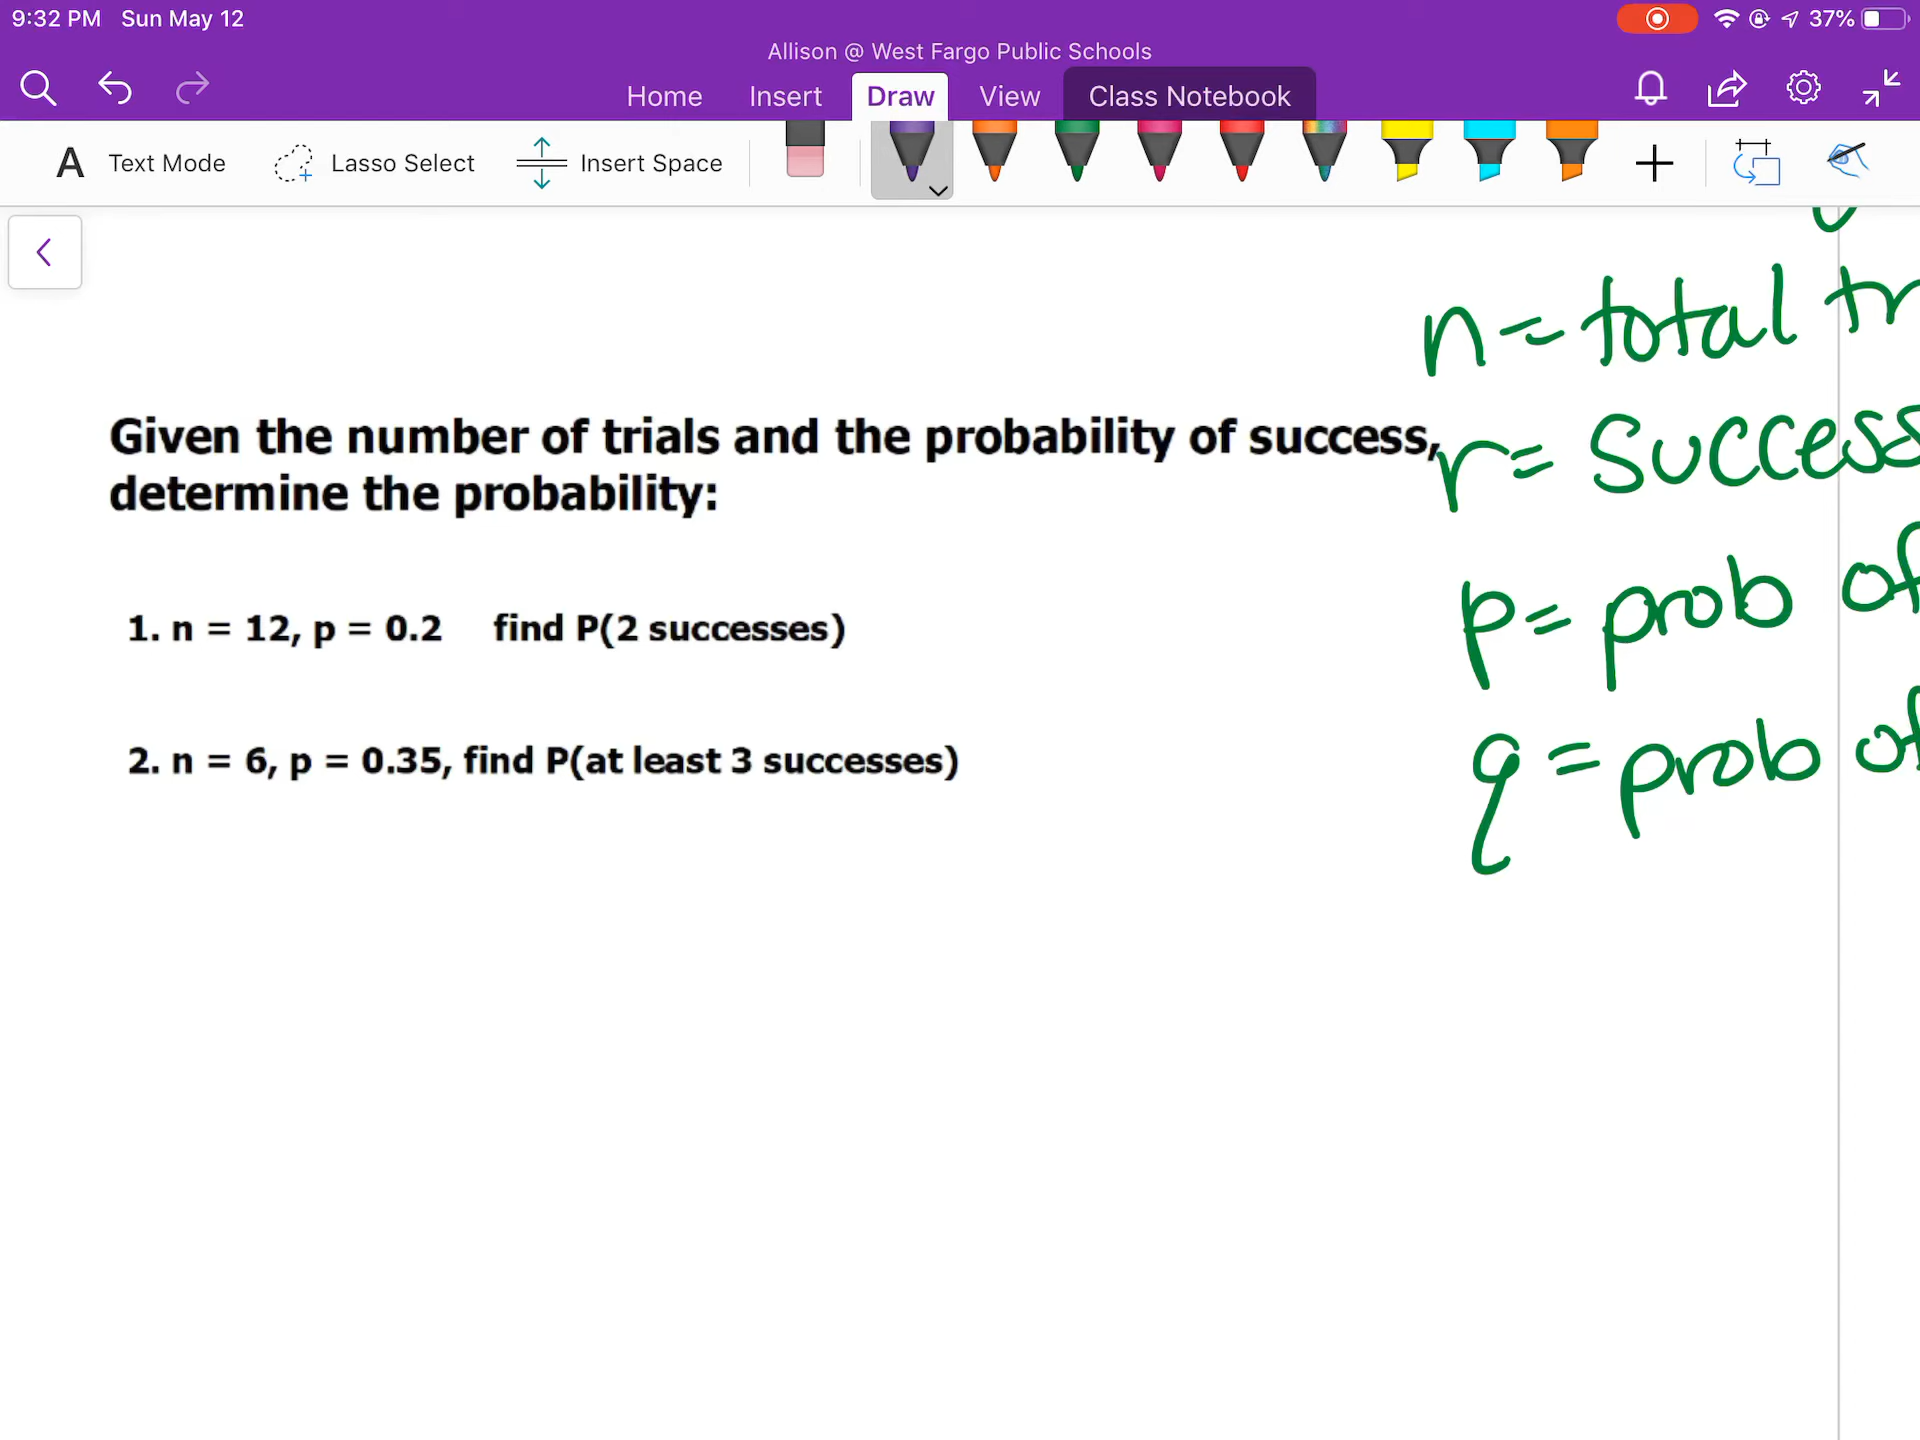 9:32 PM Sun May 12
37%
Allison @ West Fargo Public Schools
Home Insert Draw View Class Notebook
A Text Mode Lasso Select Insert Space
n = total tr
Given the number of trials and the probability of success,
r = success
determine the probability:
p = prob of
1. n = 12, p = 0.2 find P(2 successes)
q = prob of
2. n = 6, p = 0.35, find P(at least 3 successes)